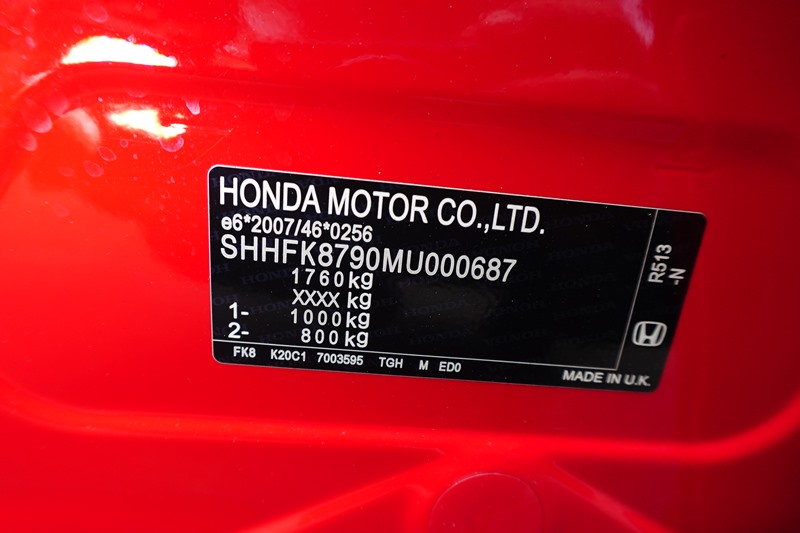 HONDA MOTOR CO.,LTD.
e6*2007/46*0256
SHHFK8790MU000687
1760kg
XXXX kg
1- 1000kg
2- 800kg
FK8 K20C1 7003595 TGH M ED0
R513
-N
MADE IN U.K.